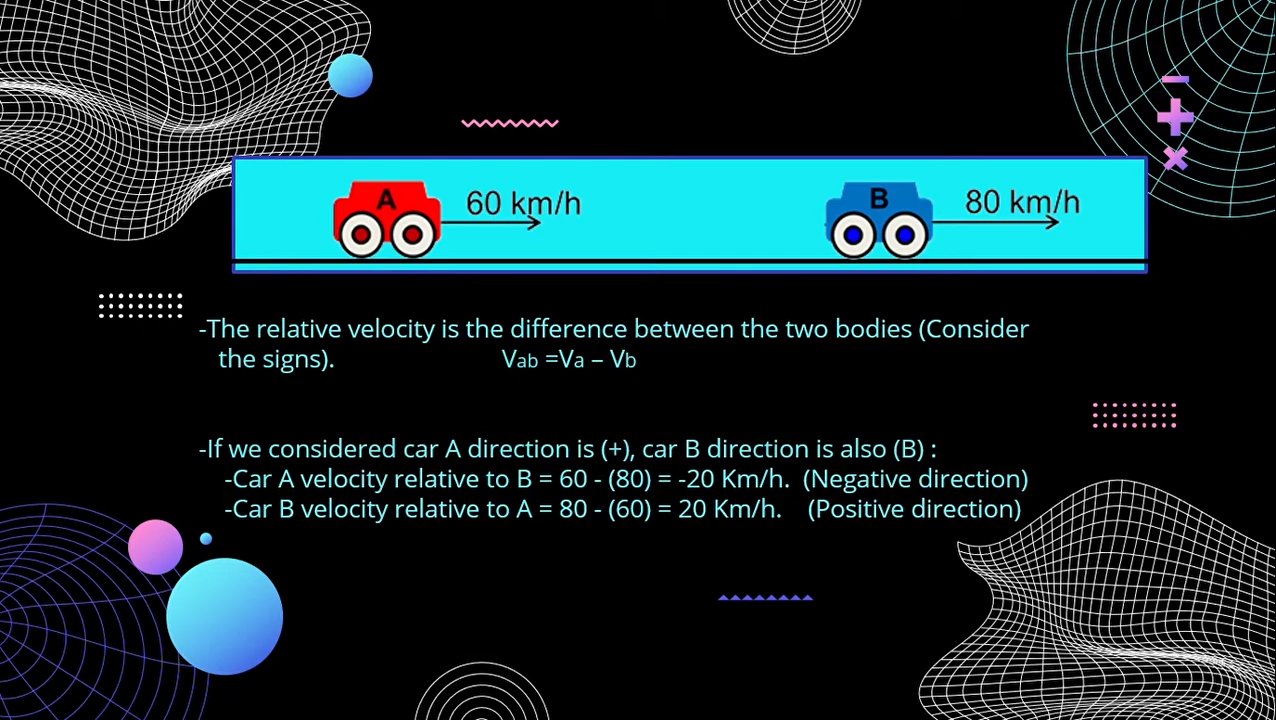 A 60 km/h B 80 km/h
-The relative velocity is the difference between the two bodies (Consider
the signs). Vab =Va – Vb
-If we considered car A direction is (+), car B direction is also (B) :
-Car A velocity relative to B = 60 - (80) = -20 Km/h. (Negative direction)
-Car B velocity relative to A = 80 - (60) = 20 Km/h. (Positive direction)